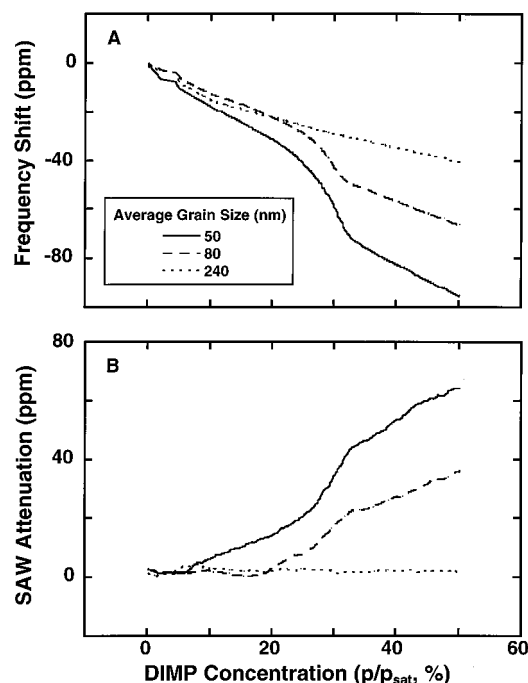 A
0
-40
-80
Frequency Shift (ppm)
Average Grain Size (nm)
50
80
240
B
80
40
0
SAW Attenuation (ppm)
0 20 40 60
DIMP Concentration (p/psat, %)